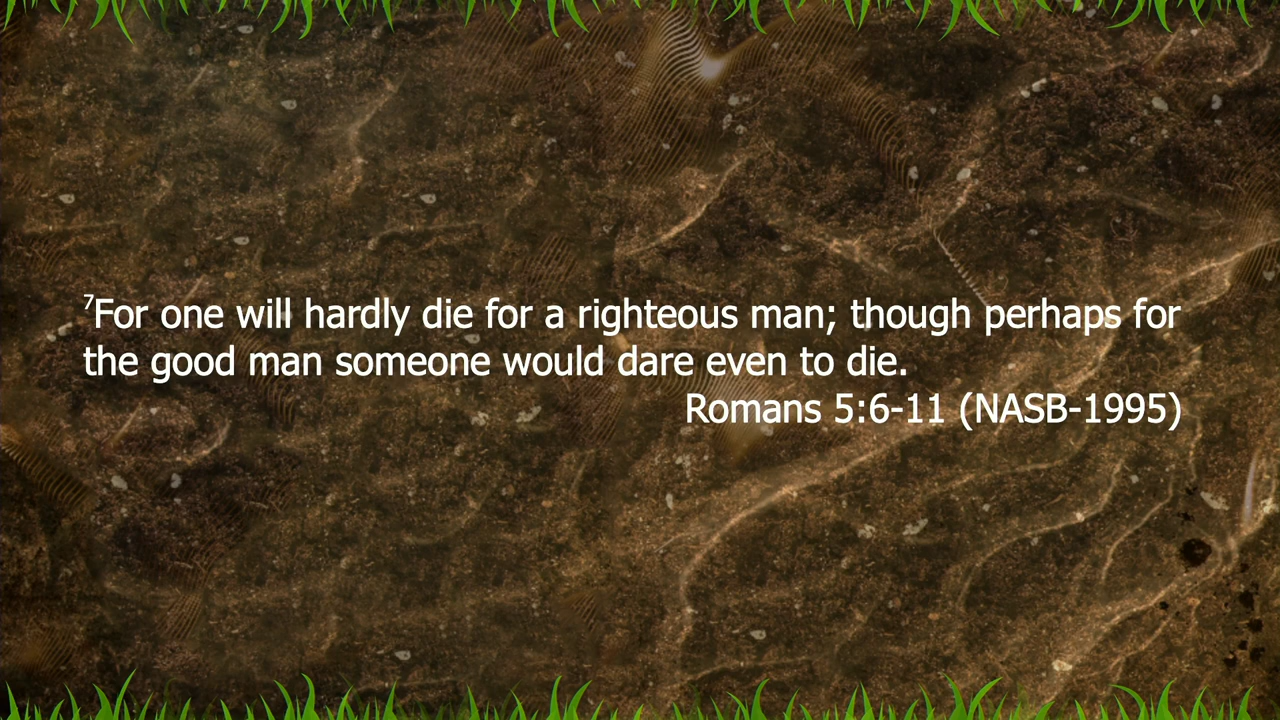 ⁷For one will hardly die for a righteous man; though perhaps for
the good man someone would dare even to die.
Romans 5:6-11 (NASB-1995)